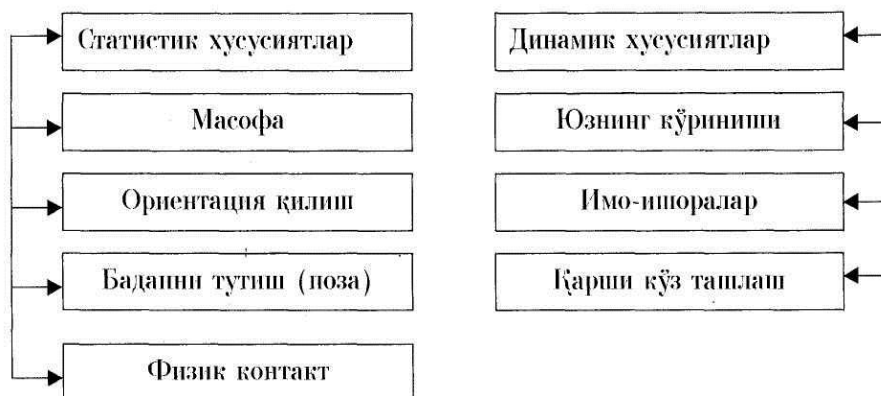 Статистик хусусиятлар
Масофа
Ориентация қилиш
Баданни тутиш (поза)
Физик контакт
Динамик хусусиятлар
Юзнинг кўриниши
Имо-ишоралар
Қарши кўз ташлаш